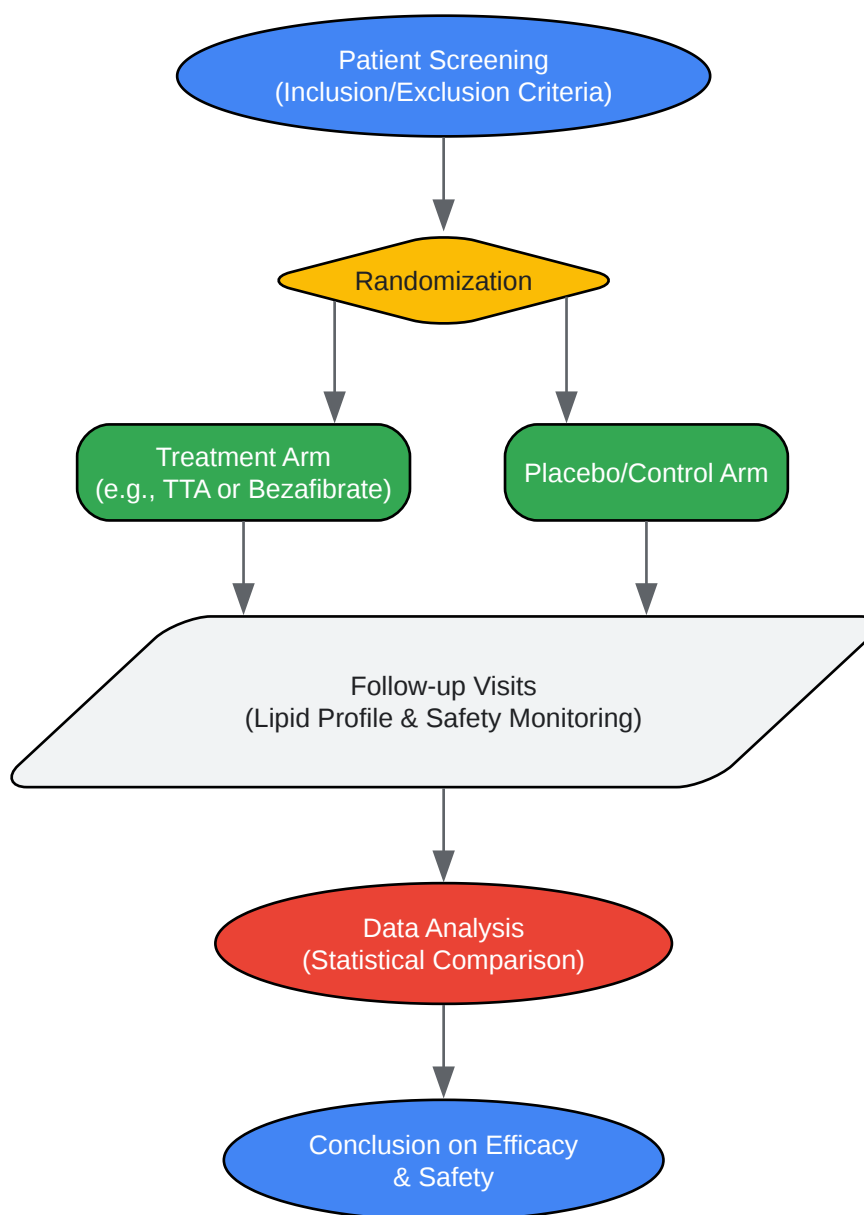 Patient Screening
(Inclusion/Exclusion Criteria)
Randomization
Treatment Arm
(e.g., TTA or Bezafibrate)
Placebo/Control Arm
Follow-up Visits
(Lipid Profile & Safety Monitoring)
Data Analysis
(Statistical Comparison)
Conclusion on Efficacy
& Safety